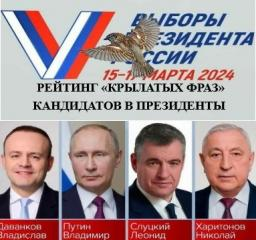 ВЫБОРЫ
ПРЕЗИДЕНТА
РОССИИ
15-17 МАРТА 2024
РЕЙТИНГ «КРЫЛАТЫХ ФРАЗ»
КАНДИДАТОВ В ПРЕЗИДЕНТЫ
Даванков
Владислав
Путин
Владимир
Слуцкий
Леонид
Харитонов
Николай